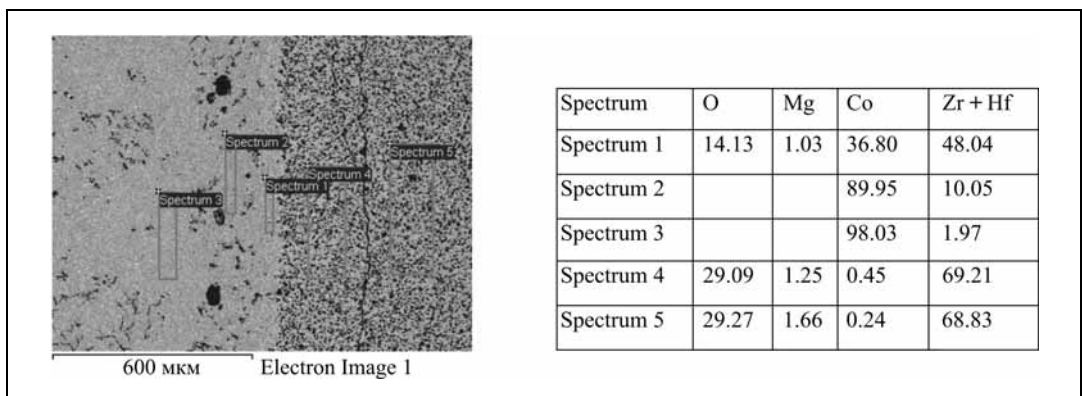 Spectrum 2
Spectrum 5
Spectrum 4
Spectrum 1
Spectrum 3
600 мкм Electron Image 1
Spectrum O Mg Co Zr + Hf
Spectrum 1 14.13 1.03 36.80 48.04
Spectrum 2 89.95 10.05
Spectrum 3 98.03 1.97
Spectrum 4 29.09 1.25 0.45 69.21
Spectrum 5 29.27 1.66 0.24 68.83